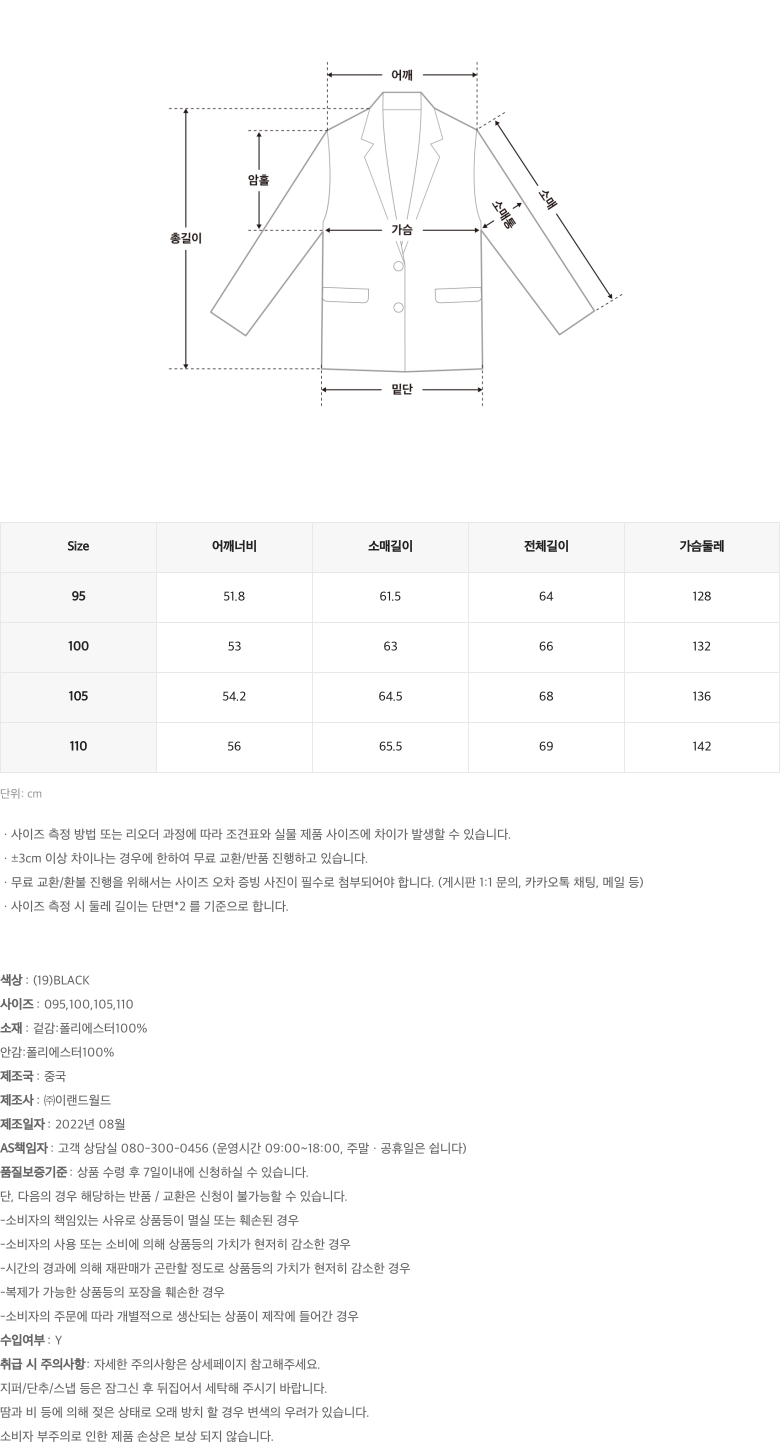 어깨
암홀
소매
소매통
총길이
가슴
밑단
Size 어깨너비 소매길이 전체길이 가슴둘레
95 51.8 61.5 64 128
100 53 63 66 132
105 54.2 64.5 68 136
110 56 65.5 69 142
단위: cm
· 사이즈 측정 방법 또는 리오더 과정에 따라 조견표와 실물 제품 사이즈에 차이가 발생할 수 있습니다.
· ±3cm 이상 차이나는 경우에 한하여 무료 교환/반품 진행하고 있습니다.
· 무료 교환/환불 진행을 위해서는 사이즈 오차 증빙 사진이 필수로 첨부되어야 합니다. (게시판 1:1 문의, 카카오톡 채팅, 메일 등)
· 사이즈 측정 시 둘레 길이는 단면*2 를 기준으로 합니다.
색상 : (19)BLACK
사이즈 : 095,100,105,110
소재 : 겉감:폴리에스터100%
안감:폴리에스터100%
제조국 : 중국
제조사 : ㈜이랜드월드
제조일자 : 2022년 08월
AS책임자 : 고객 상담실 080-300-0456 (운영시간 09:00~18:00, 주말 · 공휴일은 쉽니다)
품질보증기준 : 상품 수령 후 7일이내에 신청하실 수 있습니다.
단, 다음의 경우 해당하는 반품 / 교환은 신청이 불가능할 수 있습니다.
-소비자의 책임있는 사유로 상품등이 멸실 또는 훼손된 경우
-소비자의 사용 또는 소비에 의해 상품등의 가치가 현저히 감소한 경우
-시간의 경과에 의해 재판매가 곤란할 정도로 상품등의 가치가 현저히 감소한 경우
-복제가 가능한 상품등의 포장을 훼손한 경우
-소비자의 주문에 따라 개별적으로 생산되는 상품이 제작에 들어간 경우
수입여부 : Y
취급 시 주의사항 : 자세한 주의사항은 상세페이지 참고해주세요.
지퍼/단추/스냅 등은 잠그신 후 뒤집어서 세탁해 주시기 바랍니다.
땀과 비 등에 의해 젖은 상태로 오래 방치 할 경우 변색의 우려가 있습니다.
소비자 부주의로 인한 제품 손상은 보상 되지 않습니다.